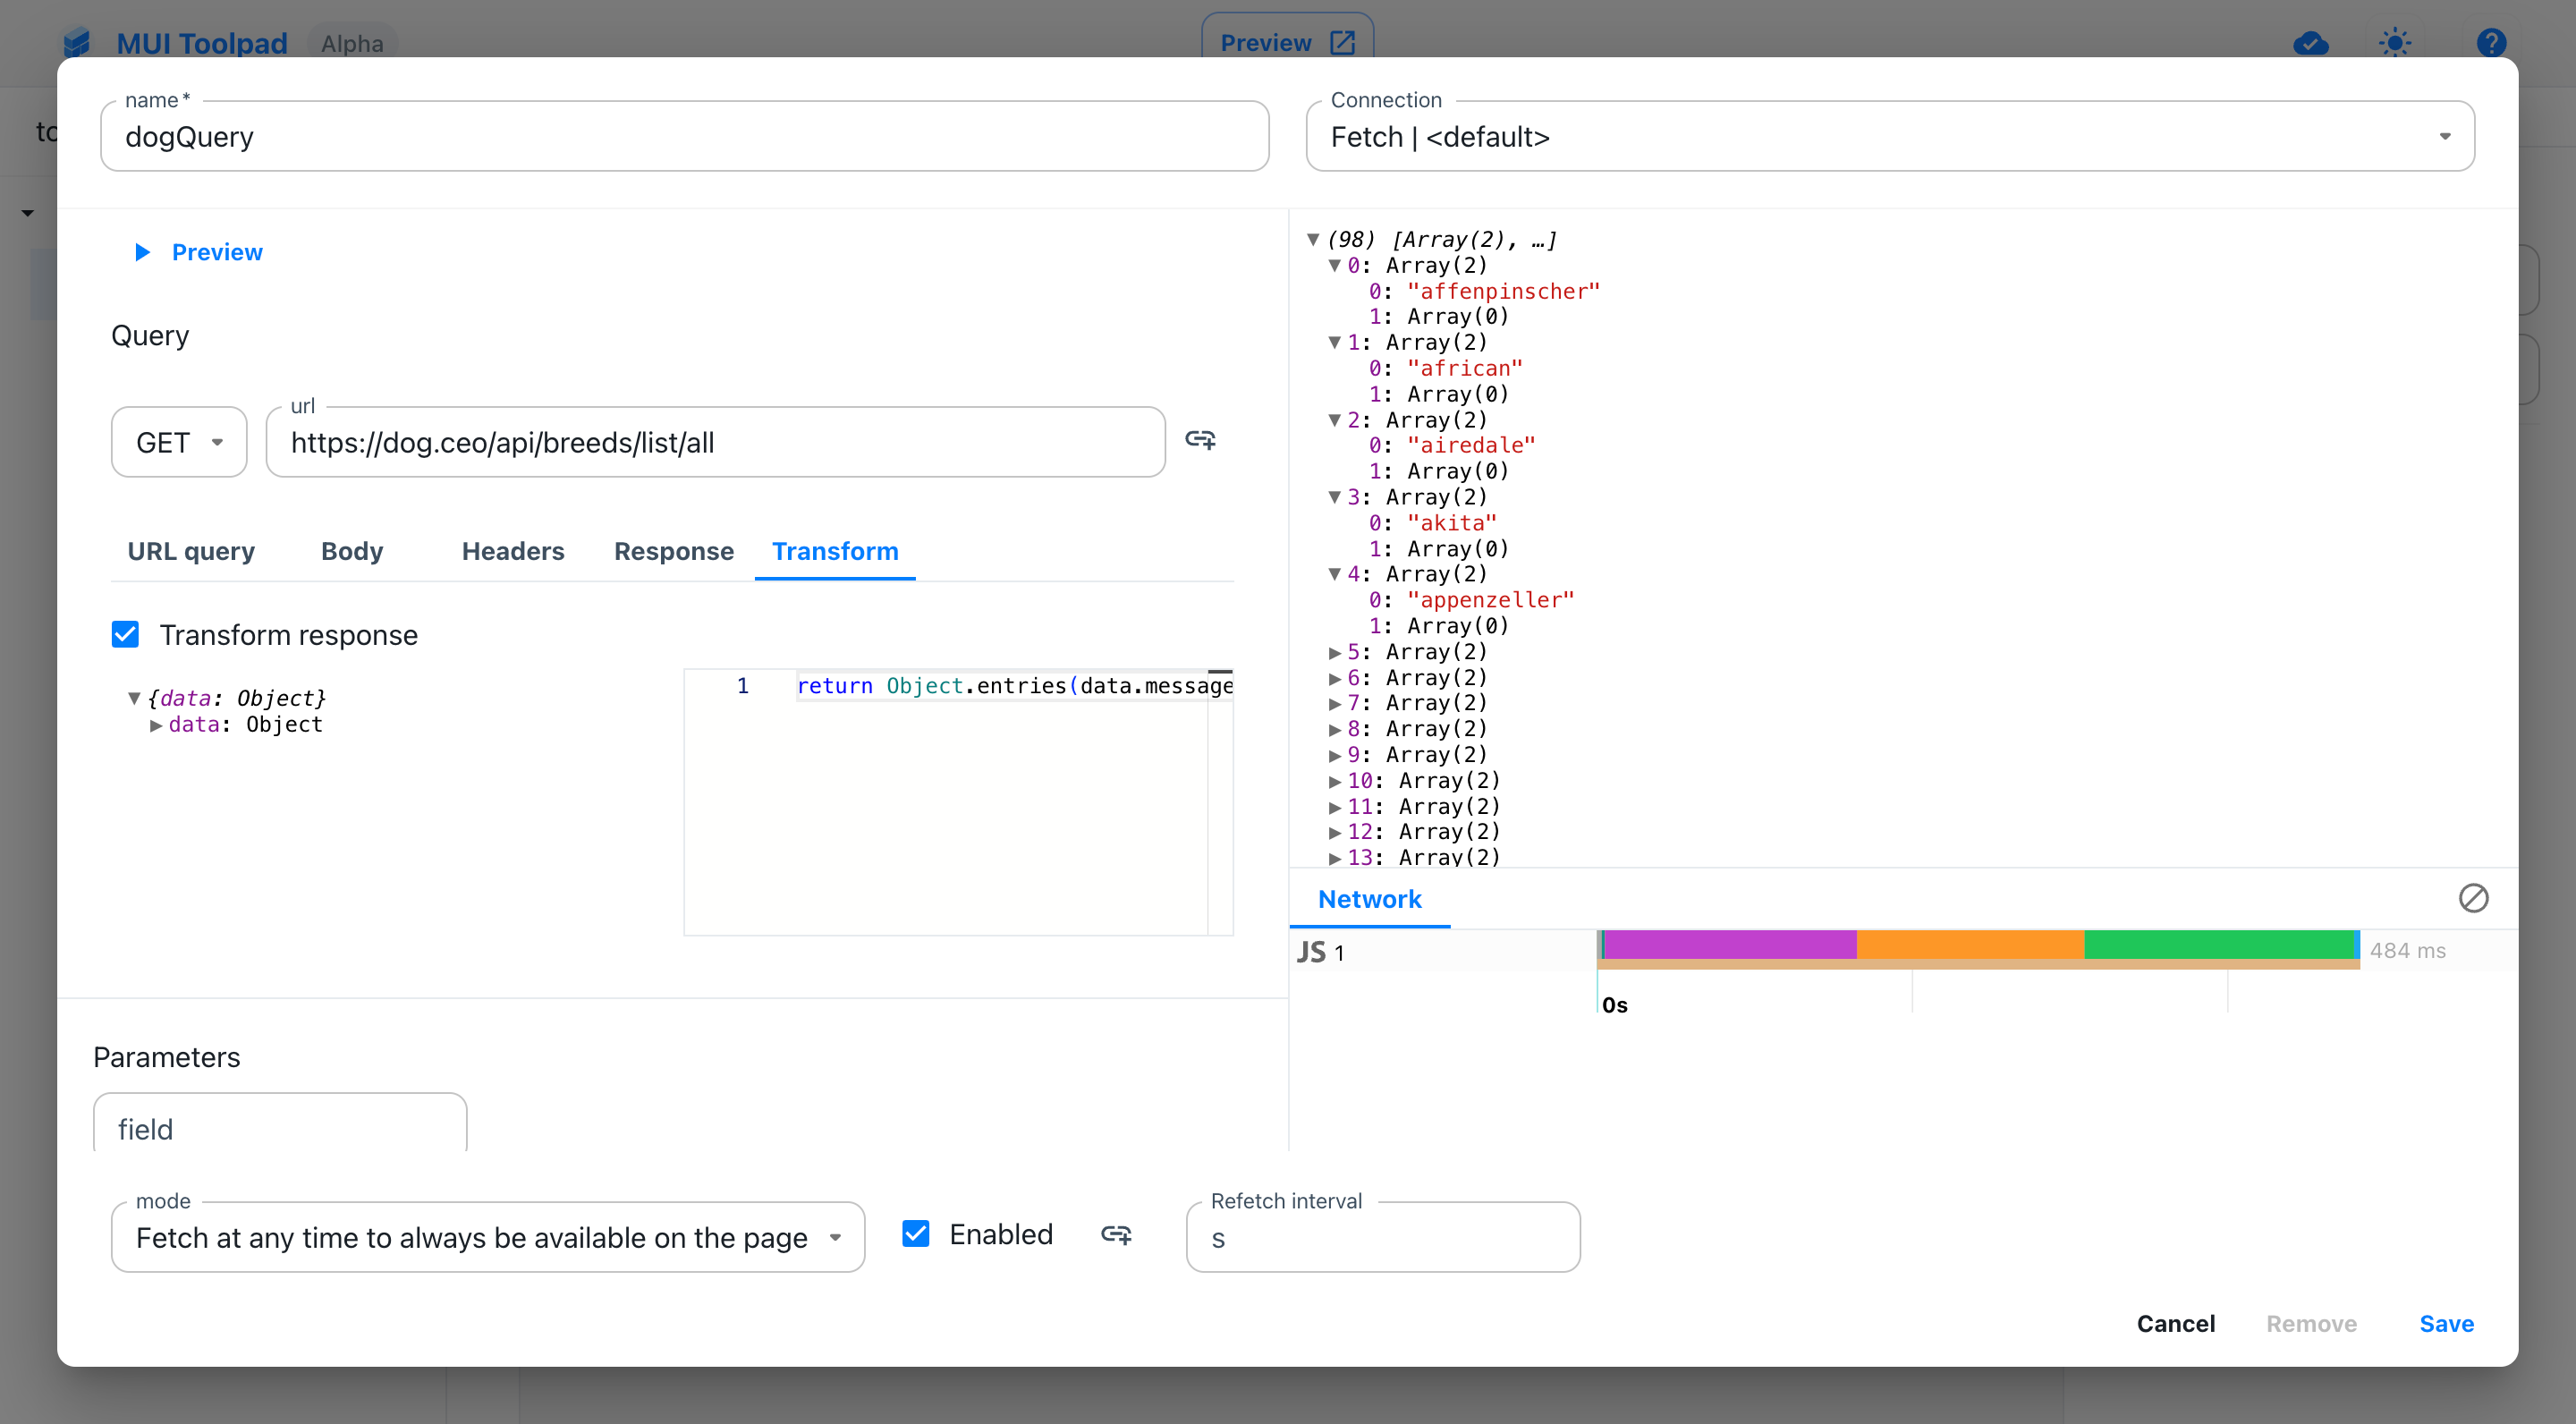 MUI Toolpad Alpha
Preview
name *
dogQuery
Connection
Fetch | <default>
Preview
Query
GET
url
https://dog.ceo/api/breeds/list/all
URL query Body Headers Response Transform
Transform response
{data: Object}
data: Object
1 return Object.entries(data.message
Parameters
field
(98) [Array(2), …]
0: Array(2)
0: "affenpinscher"
1: Array(0)
1: Array(2)
0: "african"
1: Array(0)
2: Array(2)
0: "airedale"
1: Array(0)
3: Array(2)
0: "akita"
1: Array(0)
4: Array(2)
0: "appenzeller"
1: Array(0)
5: Array(2)
6: Array(2)
7: Array(2)
8: Array(2)
9: Array(2)
10: Array(2)
11: Array(2)
12: Array(2)
13: Array(2)
Network
JS 1
484 ms
0s
mode
Fetch at any time to always be available on the page
Enabled
Refetch interval
s
Cancel Remove Save